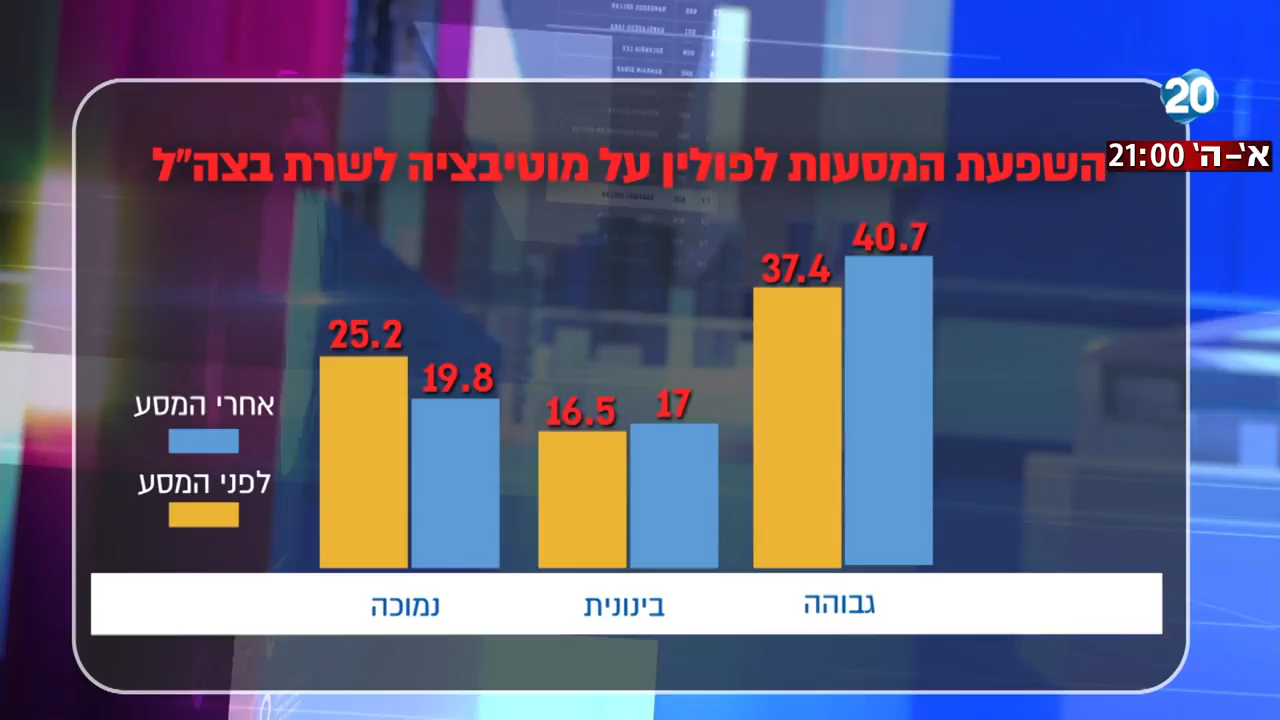 20
א'-ה' 21:00
השפעת המסעות לפולין על מוטיבציה לשרת בצה"ל
40.7
37.4
25.2
19.8
17
16.5
אחרי המסע
לפני המסע
גבוהה
בינונית
נמוכה